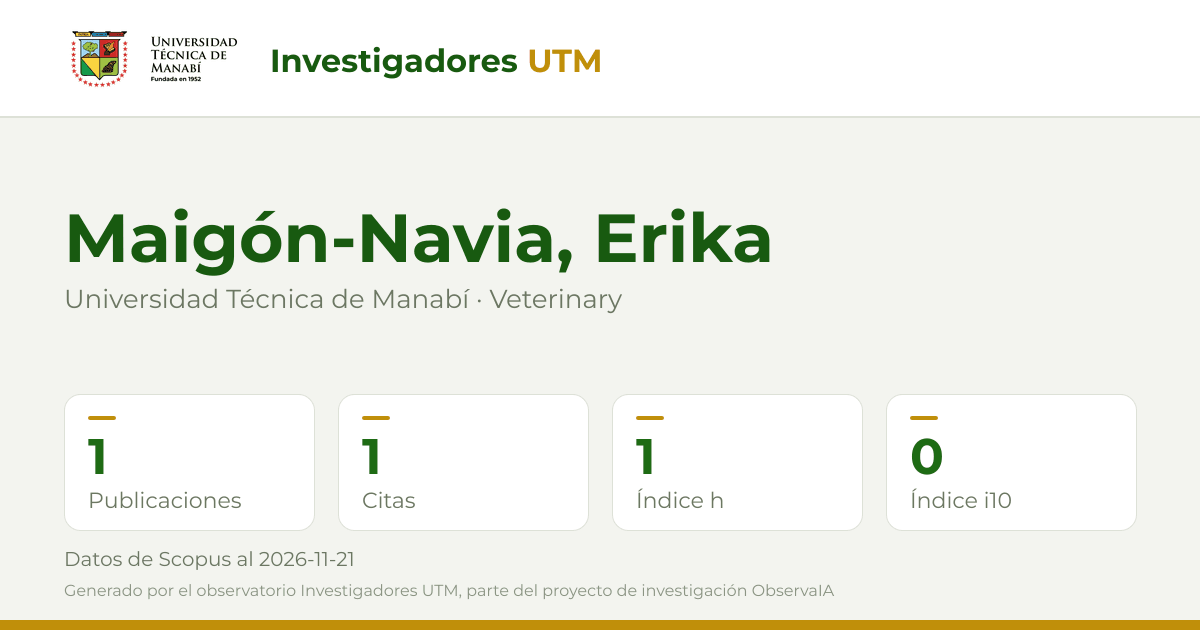 UNIVERSIDAD
TÉCNICA DE
MANABÍ
Fundada en 1952
Investigadores UTM
Maigón-Navia, Erika
Universidad Técnica de Manabí · Veterinary
1
Publicaciones
1
Citas
1
Índice h
0
Índice i10
Datos de Scopus al 2026-11-21
Generado por el observatorio Investigadores UTM, parte del proyecto de investigación ObservaIA